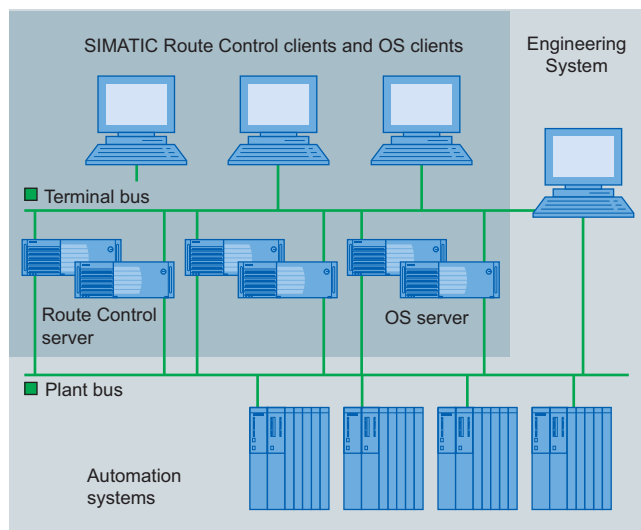 SIMATIC Route Control clients and OS clients
Engineering
System
Terminal bus
Route Control
server
OS server
Plant bus
Automation
systems